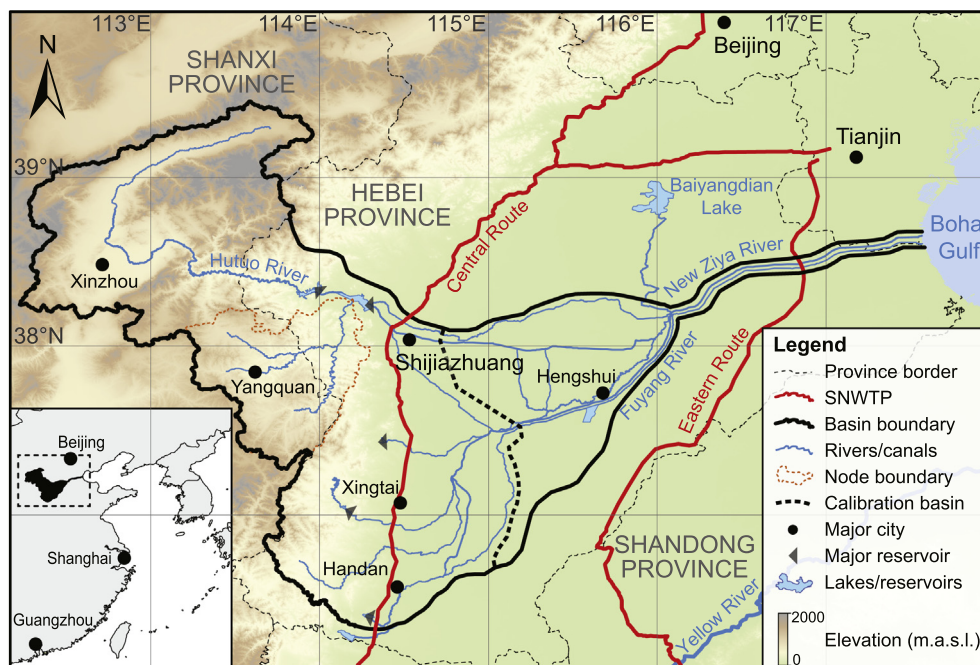 113°E
114°E
115°E
116°E
117°E
N
SHANXI
PROVINCE
Beijing
Tianjin
39°N
HEBEI
PROVINCE
Baiyangdian
Lake
Central Route
Boha
Gulf
New Ziya River
Hutuo River
Xinzhou
38°N
Shijiazhuang
Yangquan
Hengshui
Fuyang River
Eastern Route
Xingtai
Handan
SHANDONG
PROVINCE
Yellow River
Beijing
Shanghai
Guangzhou
Legend
Province border
SNWTP
Basin boundary
Rivers/canals
Node boundary
Calibration basin
Major city
Major reservoir
Lakes/reservoirs
2000
Elevation (m.a.s.l.)
0